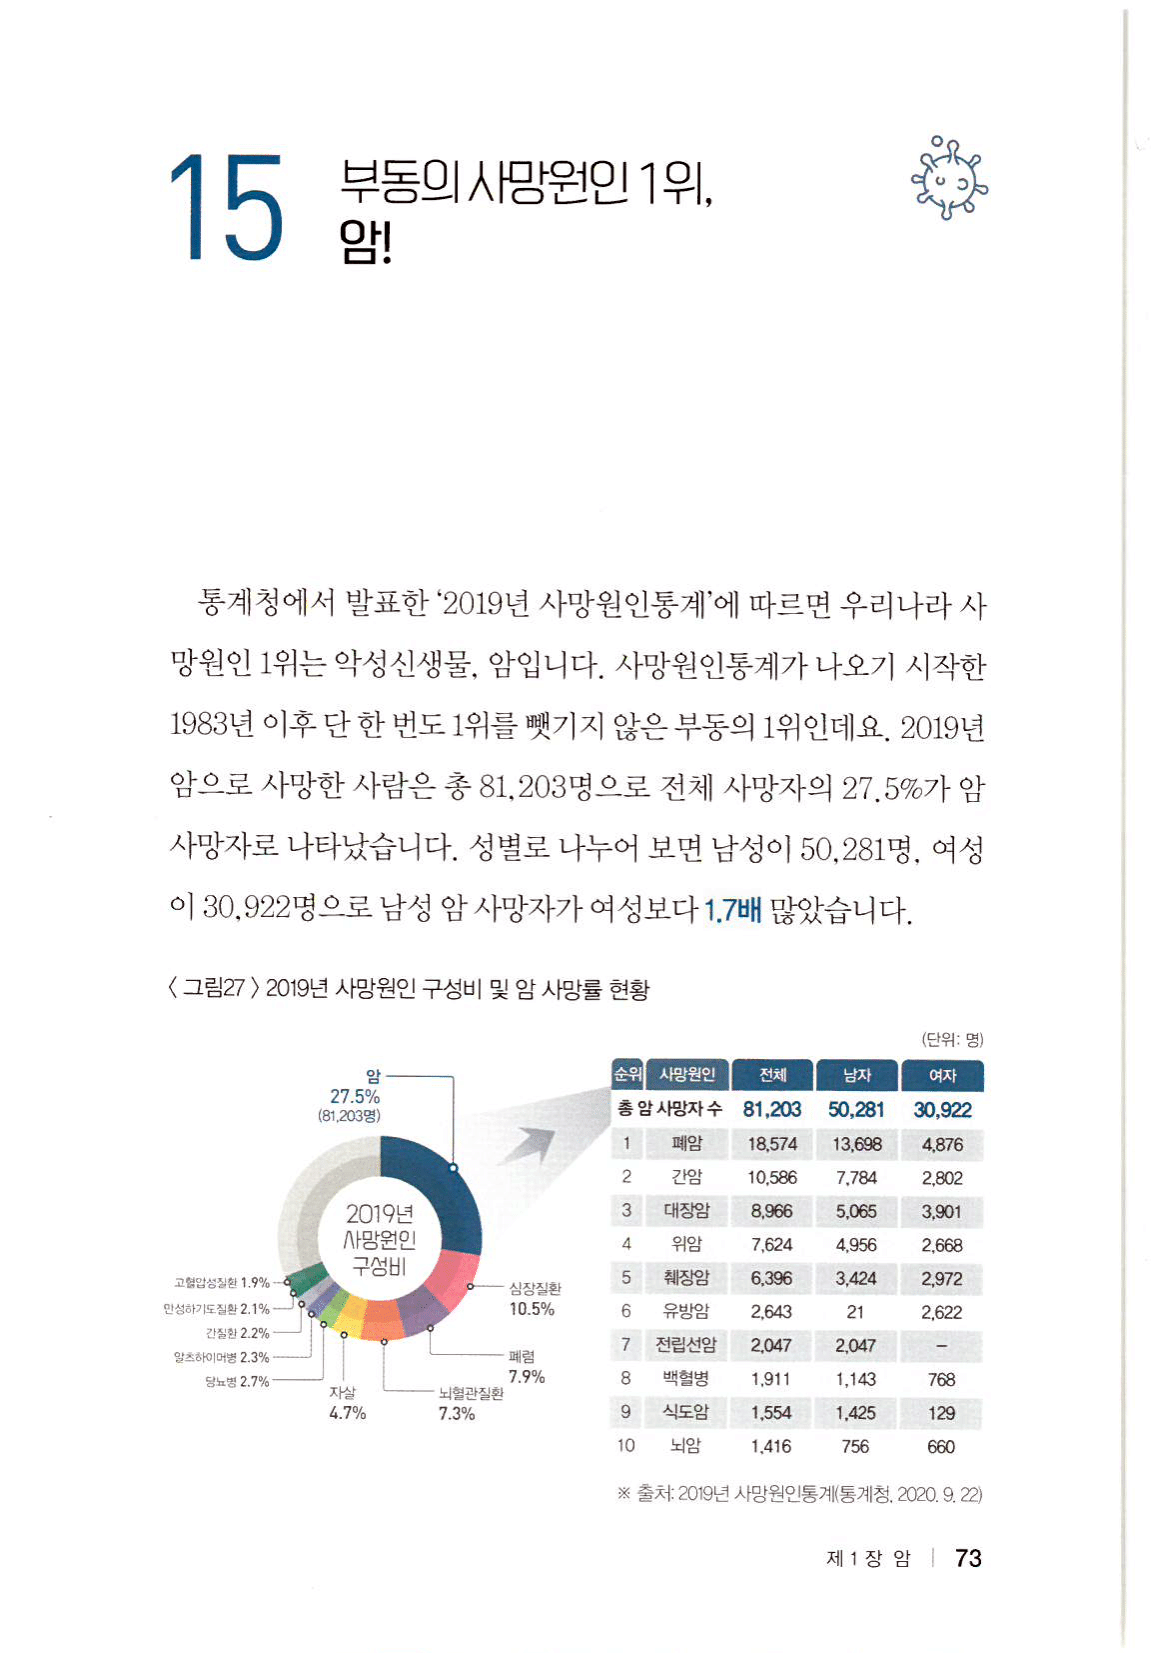 15
부동의 사망원인 1위,
암!
통계청에서 발표한 ‘2019년 사망원인통계’에 따르면 우리나라 사
망원인 1위는 악성신생물, 암입니다. 사망원인통계가 나오기 시작한
1983년 이후 단 한 번도 1위를 뺏기지 않은 부동의 1위인데요. 2019년
암으로 사망한 사람은 총 81,203명으로 전체 사망자의 27.5%가 암
사망자로 나타났습니다. 성별로 나누어 보면 남성이 50,281명, 여성
이 30,922명으로 남성 암 사망자가 여성보다 1.7배 많았습니다.
〈 그림27 〉 2019년 사망원인 구성비 및 암 사망률 현황
(단위: 명)
암
27.5%
(81,203명)
2019년
사망원인
구성비
심장질환
10.5%
폐렴
7.9%
뇌혈관질환
7.3%
자살
4.7%
당뇨병 2.7%
알츠하이머병 2.3%
간질환 2.2%
만성하기도질환 2.1%
고혈압성질환 1.9%
순위 사망원인 전체 남자 여자
총 암 사망자 수 81,203 50,281 30,922
1 폐암 18,574 13,698 4,876
2 간암 10,586 7,784 2,802
3 대장암 8,966 5,065 3,901
4 위암 7,624 4,956 2,668
5 췌장암 6,396 3,424 2,972
6 유방암 2,643 21 2,622
7 전립선암 2,047 2,047 –
8 백혈병 1,911 1,143 768
9 식도암 1,554 1,425 129
10 뇌암 1,416 756 660
※ 출처: 2019년 사망원인통계(통계청, 2020. 9. 22)
제 1 장 암 | 73